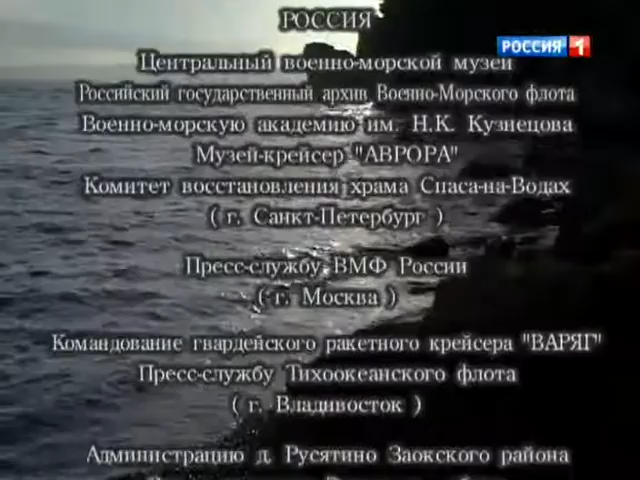 РОССИЯ
РОССИЯ 1
Центральный военно-морской музей
Российский государственный архив Военно-Морского флота
Военно-морскую академию им. Н.К. Кузнецова
Музей-крейсер "АВРОРА"
Комитет восстановления храма Спаса-на-Водах
( г. Санкт-Петербург )
Пресс-службу ВМФ России
( г. Москва )
Командование гвардейского ракетного крейсера "ВАРЯГ"
Пресс-службу Тихоокеанского флота
( г. Владивосток )
Администрацию д. Русятино Заокского района